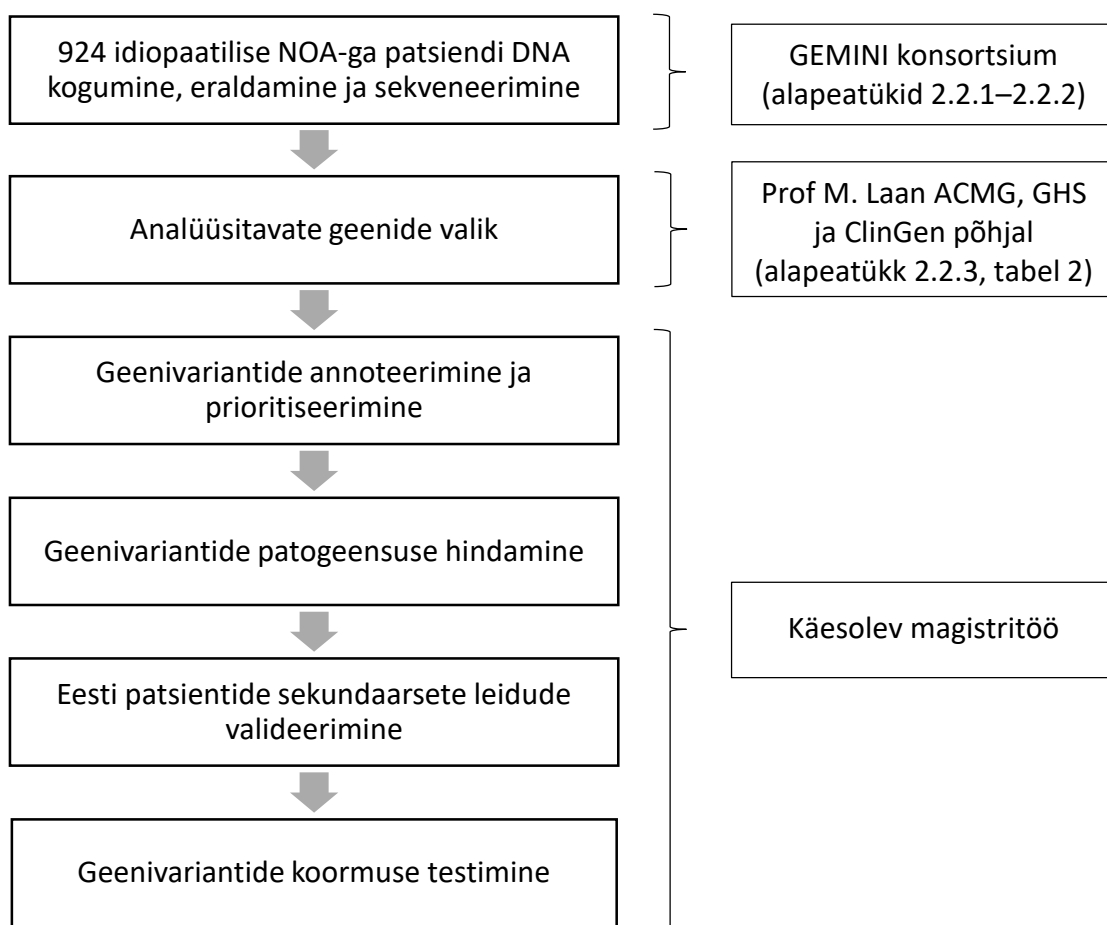 924 idiopaatilise NOA-ga patsiendi DNA
kogumine, eraldamine ja sekveneerimine
GEMINI konsortsium
(alapeatükid 2.2.1–2.2.2)
Analüüsitavate geenide valik
Prof M. Laan ACMG, GHS
ja ClinGen põhjal
(alapeatükk 2.2.3, tabel 2)
Geenivariantide annoteerimine ja
prioritiseerimine
Geenivariantide patogeensuse hindamine
Eesti patsientide sekundaarsete leidude
valideerimine
Geenivariantide koormuse testimine
Käesolev magistritöö